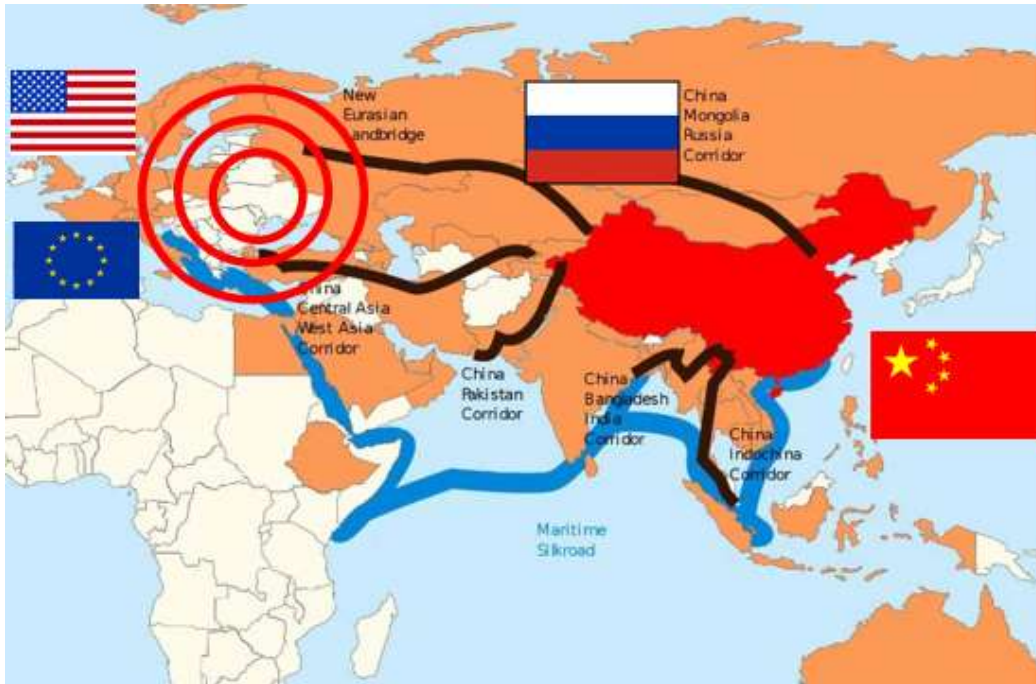 New
Eurasian
Landbridge
China
Mongolia
Russia
Corridor
China
Central Asia
West Asia
Corridor
China
Pakistan
Corridor
China
Bangladesh
India
Corridor
China
Indochina
Corridor
Maritime
Silkroad